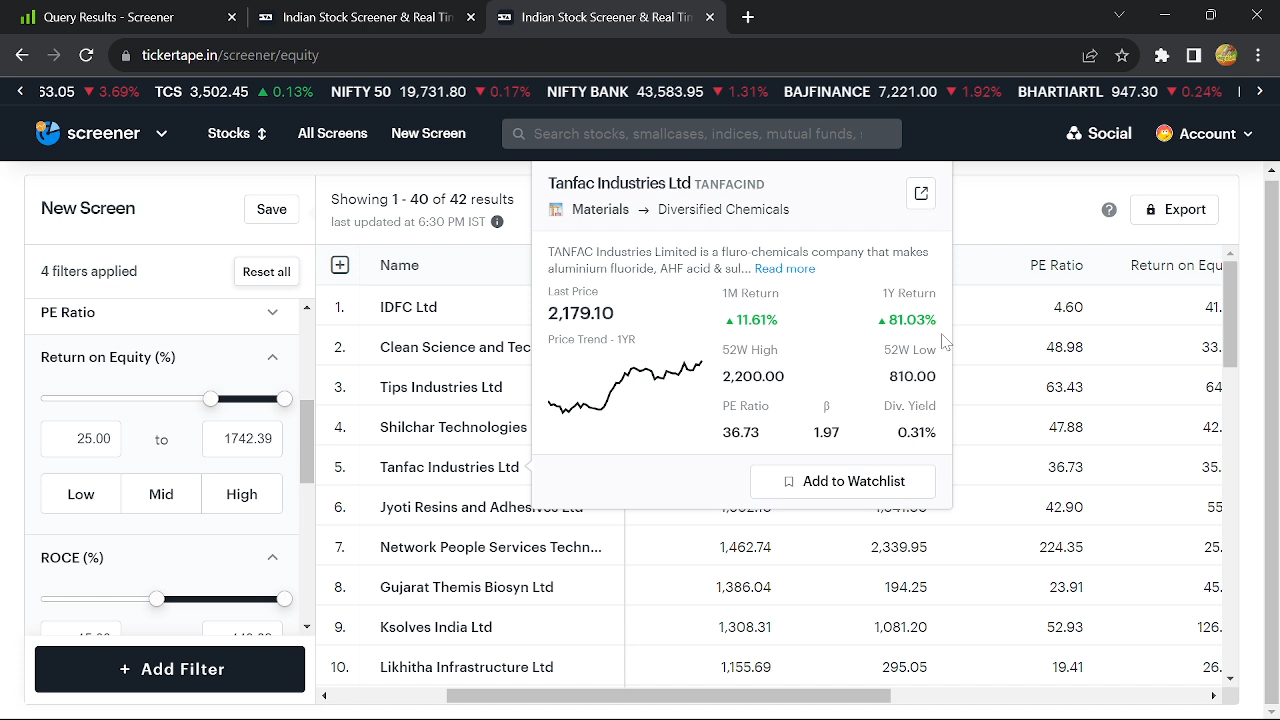 Query Results - Screener
Indian Stock Screener & Real Tin
Indian Stock Screener & Real Tin
tickertape.in/screener/equity
63.05 ▼ 3.69% TCS 3,502.45 ▲ 0.13% NIFTY 50 19,731.80 ▼ 0.17% NIFTY BANK 43,583.95 ▼ 1.31% BAJFINANCE 7,221.00 ▼ 1.92% BHARTIARTL 947.30 ▼ 0.24%
screener Stocks All Screens New Screen Search stocks, smallcases, indices, mutual funds, Social Account
New Screen
Save
Showing 1 - 40 of 42 results
last updated at 6:30 PM IST
Export
4 filters applied
Reset all
PE Ratio
Return on Equity (%)
25.00 to 1742.39
Low Mid High
ROCE (%)
+ Add Filter
Name PE Ratio Return on Equ
1. IDFC Ltd 4.60 41.
2. Clean Science and Tec 48.98 33.
3. Tips Industries Ltd 63.43 64
4. Shilchar Technologies 47.88 42.
5. Tanfac Industries Ltd 36.73 35.
6. Jyoti Resins and Adhesives Ltd 42.90 55
7. Network People Services Techn... 1,462.74 2,339.95 224.35 25.
8. Gujarat Themis Biosyn Ltd 1,386.04 194.25 23.91 45.
9. Ksolves India Ltd 1,308.31 1,081.20 52.93 126.
10. Likhitha Infrastructure Ltd 1,155.69 295.05 19.41 26.
Tanfac Industries Ltd TANFACIND
Materials → Diversified Chemicals
TANFAC Industries Limited is a fluro-chemicals company that makes
aluminium fluoride, AHF acid & sul... Read more
Last Price
2,179.10
Price Trend - 1YR
1M Return 1Y Return
▲ 11.61% ▲ 81.03%
52W High 52W Low
2,200.00 810.00
PE Ratio β Div. Yield
36.73 1.97 0.31%
Add to Watchlist